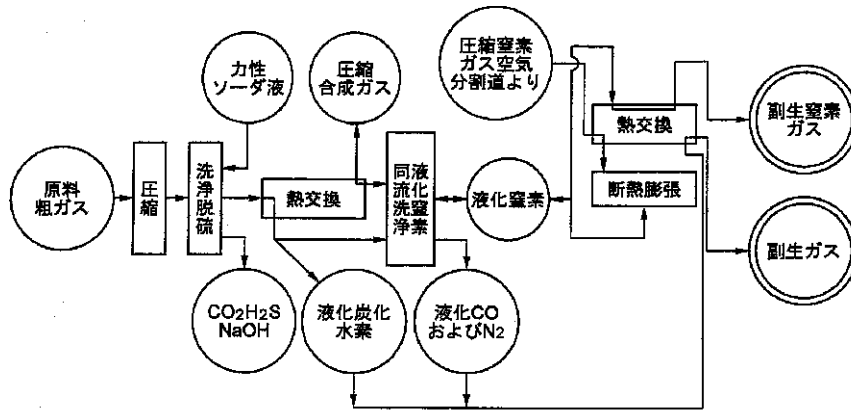 力性
ソーダ液
圧縮
合成ガス
圧縮窒素
ガス空気
分割道より
熱交換
副生窒素
ガス
原料
粗ガス
圧縮
洗浄脱硫
熱交換
液化窒素
同流洗浄
液化窒素
断熱膨張
副生ガス
CO2H2S
NaOH
液化炭化
水素
液化CO
およびN2